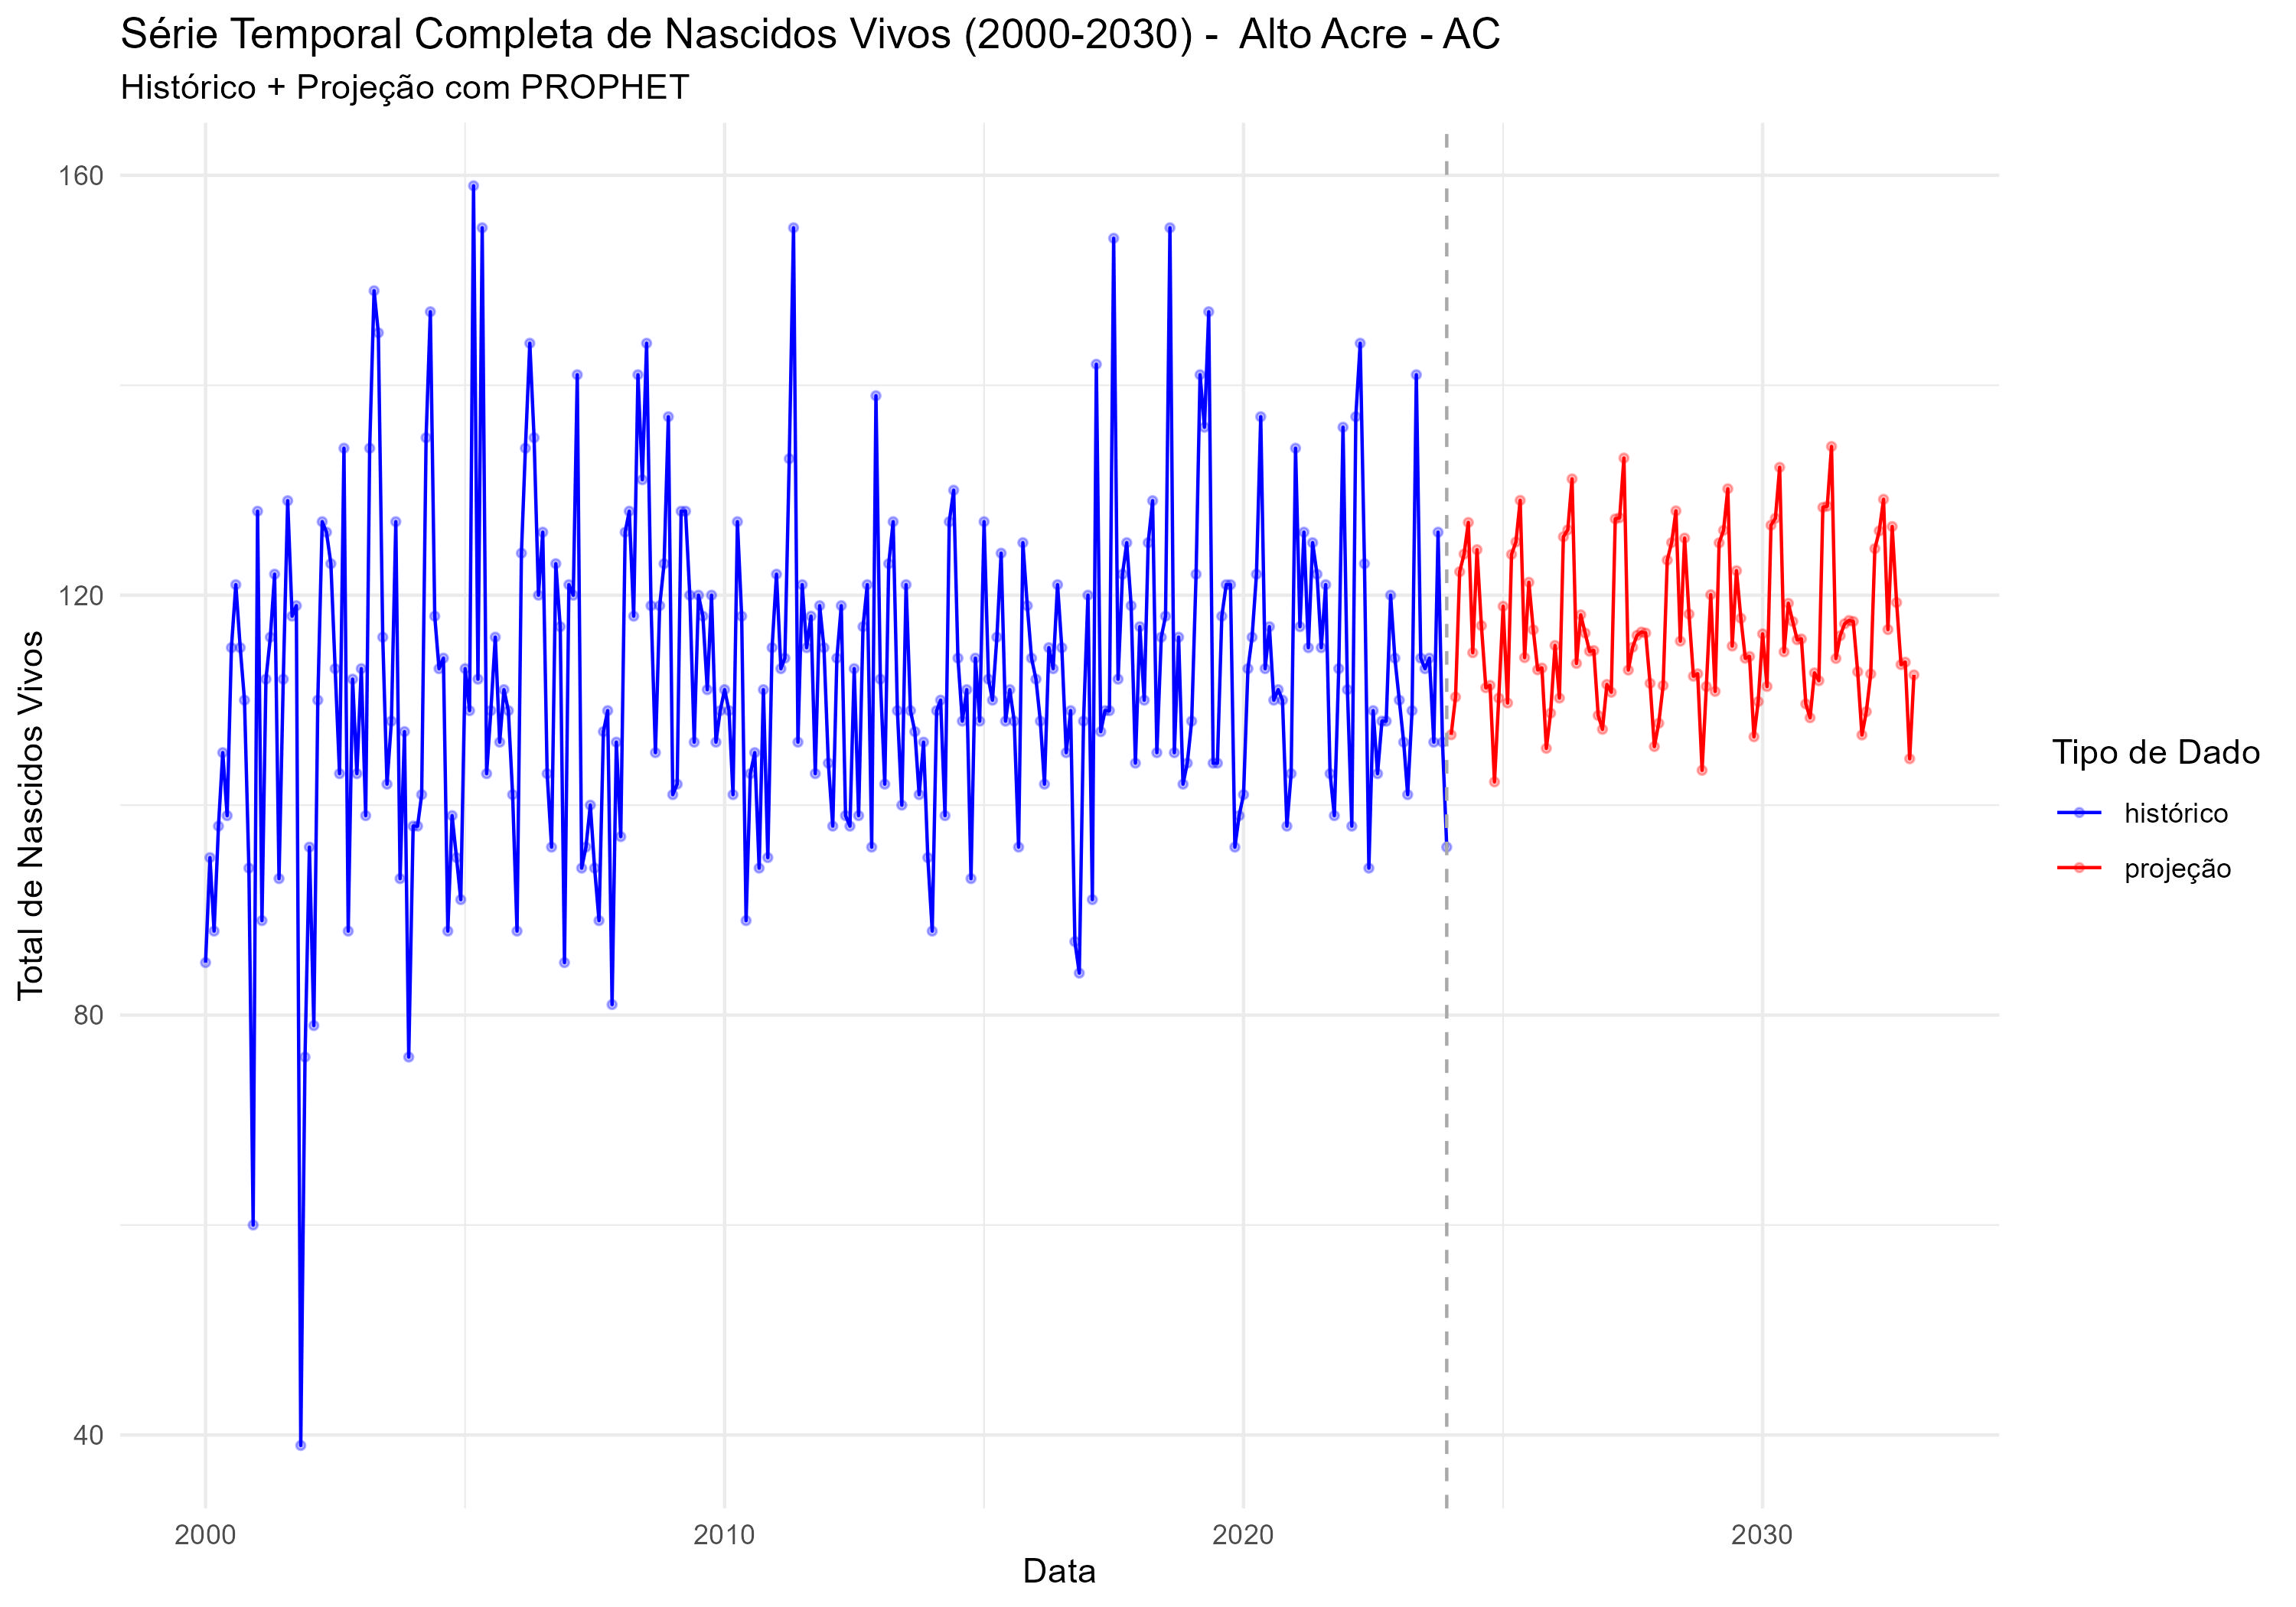 Série Temporal Completa de Nascidos Vivos (2000-2030) -  Alto Acre - AC
Histórico + Projeção com PROPHET
Total de Nascidos Vivos
160
120
80
40
2000
2010
2020
2030
Data
Tipo de Dado
histórico
projeção